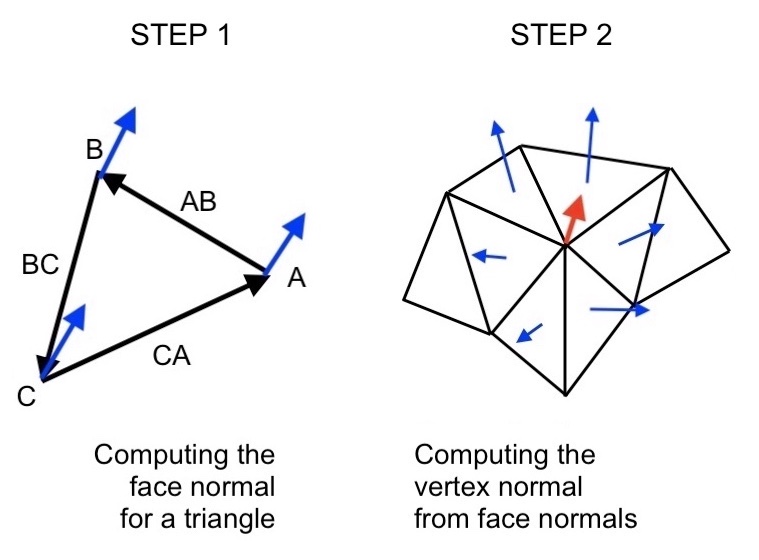 STEP 1
STEP 2
B
AB
BC
A
CA
C
Computing the
face normal
for a triangle
Computing the
vertex normal
from face normals